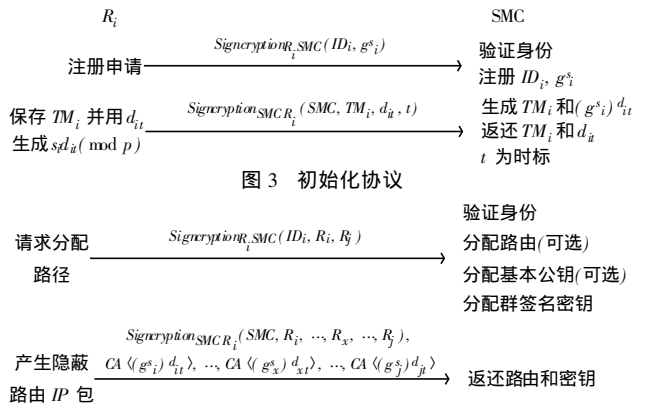 R_i SMC
Signcryption_{R_i SMC}(ID_i, g^{s_i})
验证身份
注册申请
注册 ID_i, g^{s_i}
保存 TM_i 并用 d_{it}
Signcryption_{SMC R_i}(SMC, TM_i, d_{it}, t)
生成 TM_i 和(g^{s_i})^{d_{it}}
生成 s_i d_{it}(mod p)
返还 TM_i 和 d_{it}
t 为时标
图 3 初始化协议
验证身份
请求分配
Signcryption_{R_i SMC}(ID_i, R_i, R_j)
分配路由(可选)
路径
分配基本公钥(可选)
分配群签名密钥
Signcryption_{SMC R_i}(SMC, R_i, …, R_x, …, R_j),
产生隐蔽
CA⟨(g^{s_i})^{d_{it}}⟩, …, CA⟨(g^{s_x})^{d_{xt}}⟩, …, CA⟨(g^{s_j})^{d_{jt}}⟩
返还路由和密钥
路由 IP 包